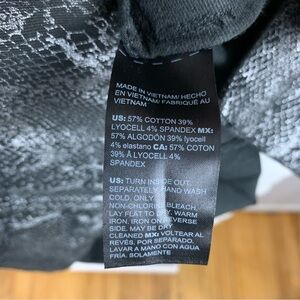 MADE IN VIETNAM/ HECHO
EN VIETNAM/ FABRIQUÉ AU
VIETNAM
US: 57% COTTON 39%
LYOCELL 4% SPANDEX MX:
57% ALGODÓN 39% lyocell
4% elastano CA: 57% COTON
39% À LYOCELL 4%
SPANDEX
US: TURN INSIDE OUT.
SEPARATELY. HAND WASH
COLD. ONLY
NON-CHLORINE BLEACH.
LAY FLAT TO DRY. WARM
IRON. IRON ON REVERSE
SIDE. MAY BE DRY
CLEANED MX: VOLTEAR AL
REVÉS. POR SEPARADO.
LAVAR A MANO CON AGUA
FRÍA. SOLAMENTE